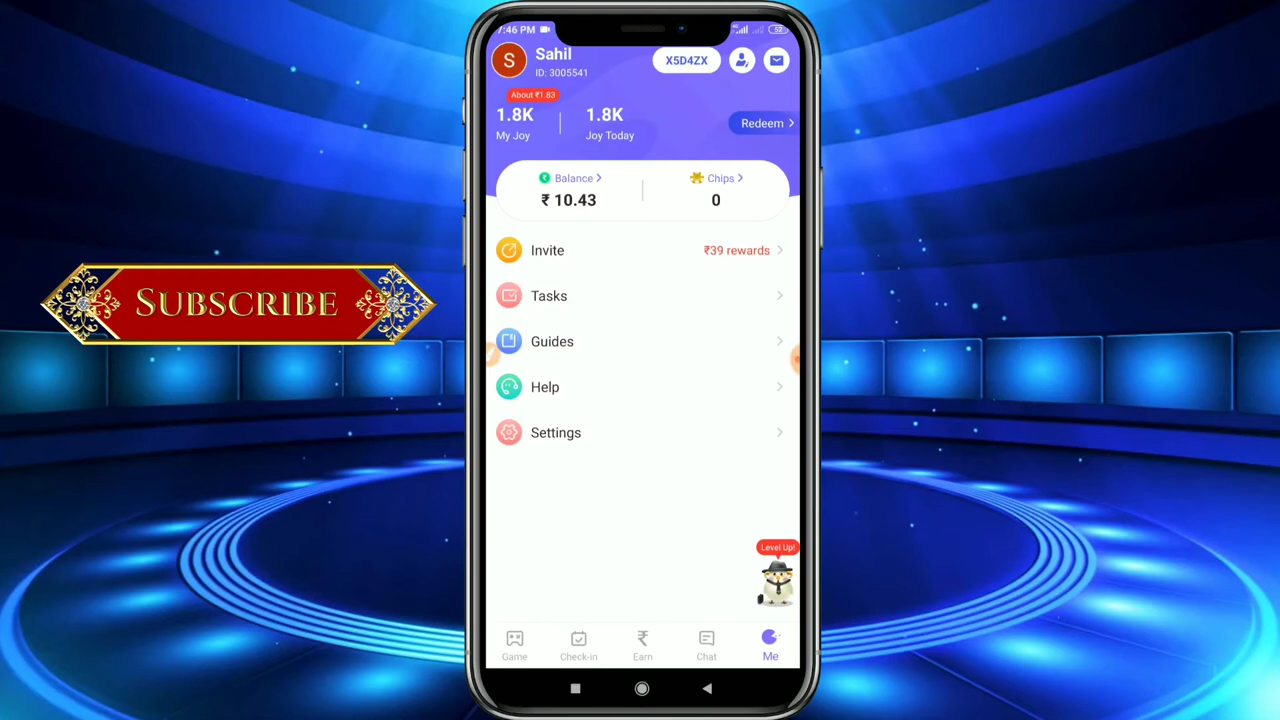 7:46 PM
4G
52
S
Sahil
ID: 3005541
X5D4ZX
About ₹1.83
1.8K
My Joy
1.8K
Joy Today
Redeem
Balance
₹ 10.43
Chips
0
Invite
₹39 rewards
Tasks
Guides
Help
Settings
SUBSCRIBE
Level Up!
Game
Check-in
Earn
Chat
Me